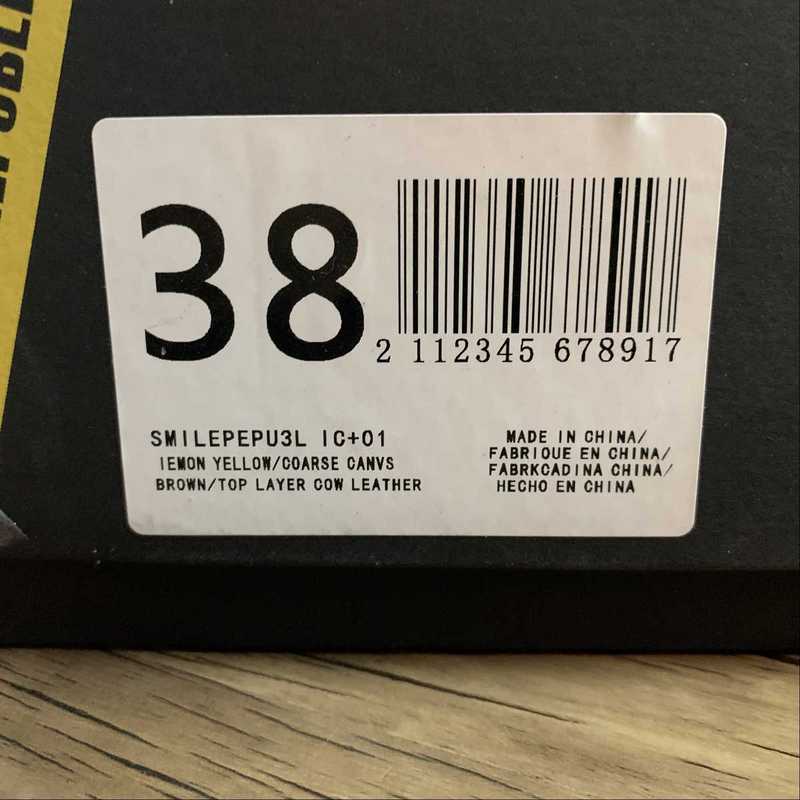 38
2 112345 678917
SMILEPEPU3L IC+01
IEMON YELLOW/COARSE CANVS
BROWN/TOP LAYER COW LEATHER
MADE IN CHINA/
FABRIQUE EN CHINA/
FABRKCADINA CHINA/
HECHO EN CHINA